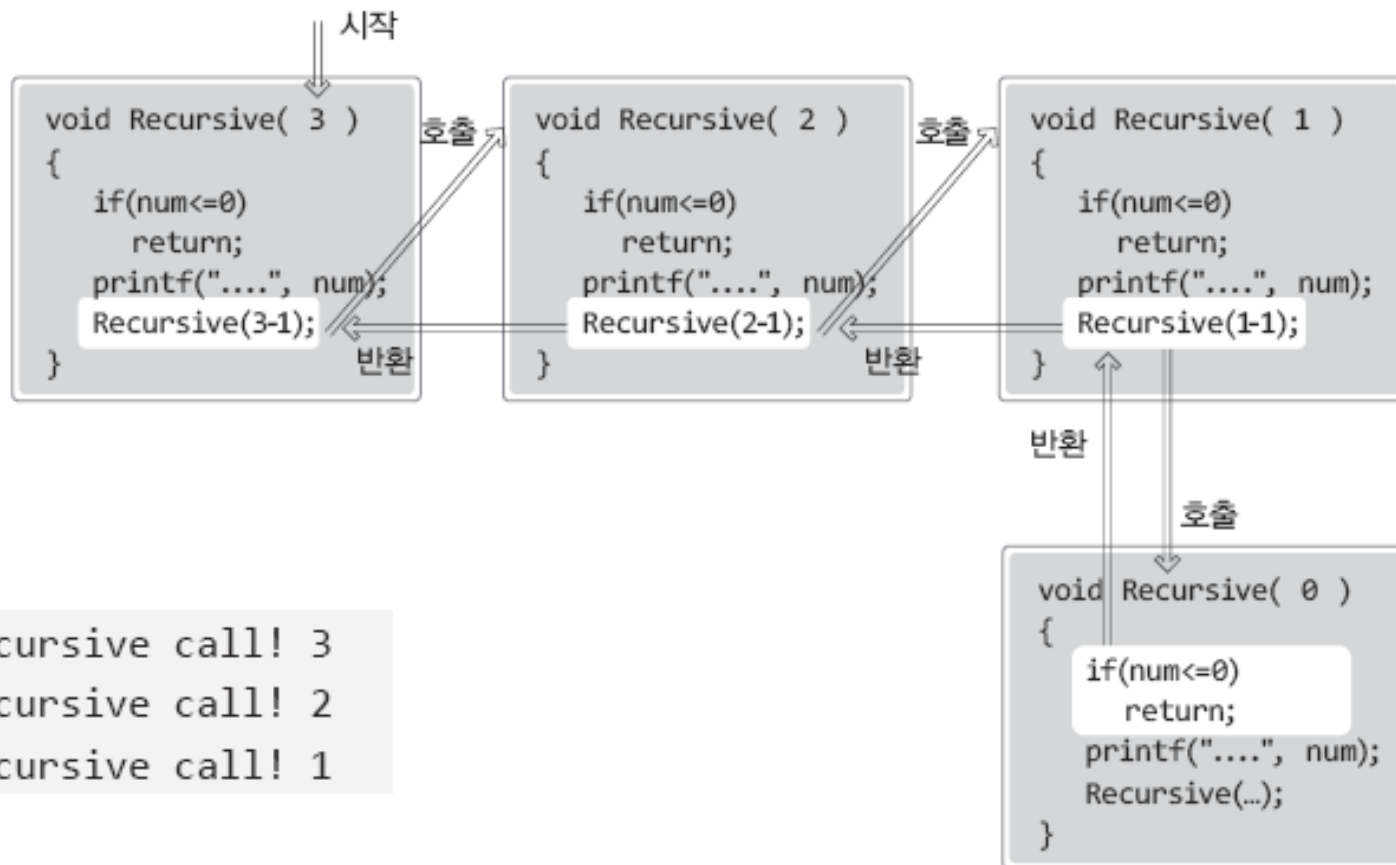 시작
void Recursive( 3 )
{
if(num<=0)
return;
printf("....", num);
Recursive(3-1);
}
호출
반환
void Recursive( 2 )
{
if(num<=0)
return;
printf("....", num);
Recursive(2-1);
}
호출
반환
void Recursive( 1 )
{
if(num<=0)
return;
printf("....", num);
Recursive(1-1);
}
반환
호출
void Recursive( 0 )
{
if(num<=0)
return;
printf("....", num);
Recursive(…);
}
cursive call! 3
cursive call! 2
cursive call! 1